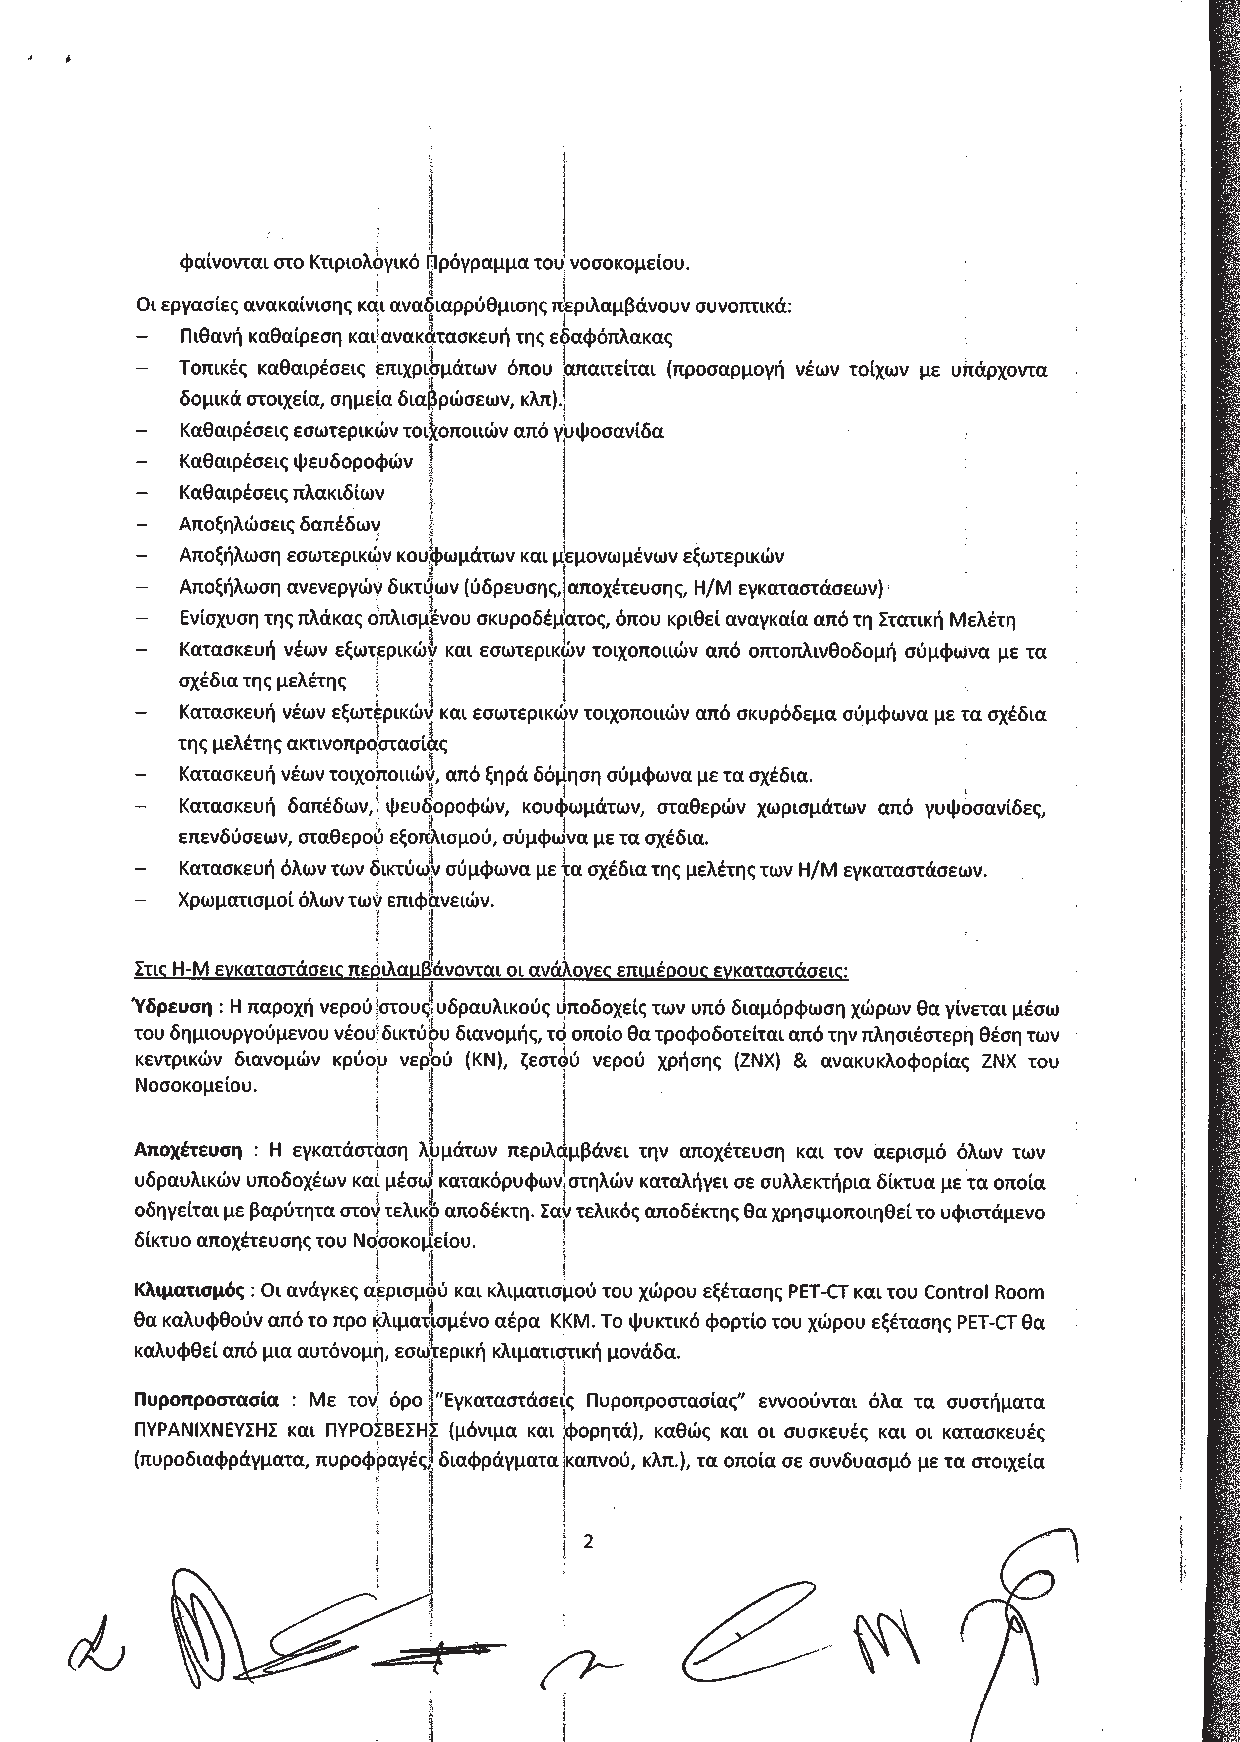 φαίνονται στο Κτιριολόγικό Πρόγραμμα του νοσοκομείου.
Οι εργασίες ανακαίνισης και αναδιαρρύθμισης περιλαμβάνουν συνοπτικά:
– Πιθανή καθαίρεση και ανακατασκευή της εδαφόπλακας
– Τοπικές καθαιρέσεις επιχρισμάτων όπου απαιτείται (προσαρμογή νέων τοίχων με υπάρχοντα
δομικά στοιχεία, σημεία διαβρώσεων, κλπ).
– Καθαιρέσεις εσωτερικών τοιχοποιιών από γυψοσανίδα
– Καθαιρέσεις ψευδοροφών
– Καθαιρέσεις πλακιδίων
– Αποξηλώσεις δαπέδων
– Αποξήλωση εσωτερικών κουφωμάτων και μεμονωμένων εξωτερικών
– Αποξήλωση ανενεργών δικτύων (ύδρευσης, αποχέτευσης, Η/Μ εγκαταστάσεων)
– Ενίσχυση της πλάκας οπλισμένου σκυροδέματος, όπου κριθεί αναγκαία από τη Στατική Μελέτη
– Κατασκευή νέων εξωτερικών και εσωτερικών τοιχοποιιών από οπτοπλινθοδομή σύμφωνα με τα
σχέδια της μελέτης
– Κατασκευή νέων εξωτερικών και εσωτερικών τοιχοποιιών από σκυρόδεμα σύμφωνα με τα σχέδια
της μελέτης ακτινοπροστασίας
– Κατασκευή νέων τοιχοποιιών, από ξηρά δόμηση σύμφωνα με τα σχέδια.
– Κατασκευή δαπέδων, ψευδοροφών, κουφωμάτων, σταθερών χωρισμάτων από γυψοσανίδες,
επενδύσεων, σταθερού εξοπλισμού, σύμφωνα με τα σχέδια.
– Κατασκευή όλων των δικτύων σύμφωνα με τα σχέδια της μελέτης των Η/Μ εγκαταστάσεων.
– Χρωματισμοί όλων των επιφανειών.
Στις Η-Μ εγκαταστάσεις περιλαμβάνονται οι ανάλογες επιμέρους εγκαταστάσεις:
Ύδρευση : Η παροχή νερού στους υδραυλικούς υποδοχείς των υπό διαμόρφωση χώρων θα γίνεται μέσω
του δημιουργούμενου νέου δικτύου διανομής, το οποίο θα τροφοδοτείται από την πλησιέστερη θέση των
κεντρικών διανομών κρύου νερού (ΚΝ), ζεστού νερού χρήσης (ΖΝΧ) & ανακυκλοφορίας ΖΝΧ του
Νοσοκομείου.
Αποχέτευση : Η εγκατάσταση λυμάτων περιλαμβάνει την αποχέτευση και τον αερισμό όλων των
υδραυλικών υποδοχέων και μέσω κατακόρυφων στηλών καταλήγει σε συλλεκτήρια δίκτυα με τα οποία
οδηγείται με βαρύτητα στον τελικό αποδέκτη. Σαν τελικός αποδέκτης θα χρησιμοποιηθεί το υφιστάμενο
δίκτυο αποχέτευσης του Νοσοκομείου.
Κλιματισμός : Οι ανάγκες αερισμού και κλιματισμού του χώρου εξέτασης PET-CT και του Control Room
θα καλυφθούν από το προ κλιματισμένο αέρα ΚΚΜ. Το ψυκτικό φορτίο του χώρου εξέτασης PET-CT θα
καλυφθεί από μια αυτόνομη, εσωτερική κλιματιστική μονάδα.
Πυροπροστασία : Με τον όρο "Εγκαταστάσεις Πυροπροστασίας" εννοούνται όλα τα συστήματα
ΠΥΡΑΝΙΧΝΕΥΣΗΣ και ΠΥΡΟΣΒΕΣΗΣ (μόνιμα και φορητά), καθώς και οι συσκευές και οι κατασκευές
(πυροδιαφράγματα, πυροφραγές, διαφράγματα καπνού, κλπ.), τα οποία σε συνδυασμό με τα στοιχεία
2